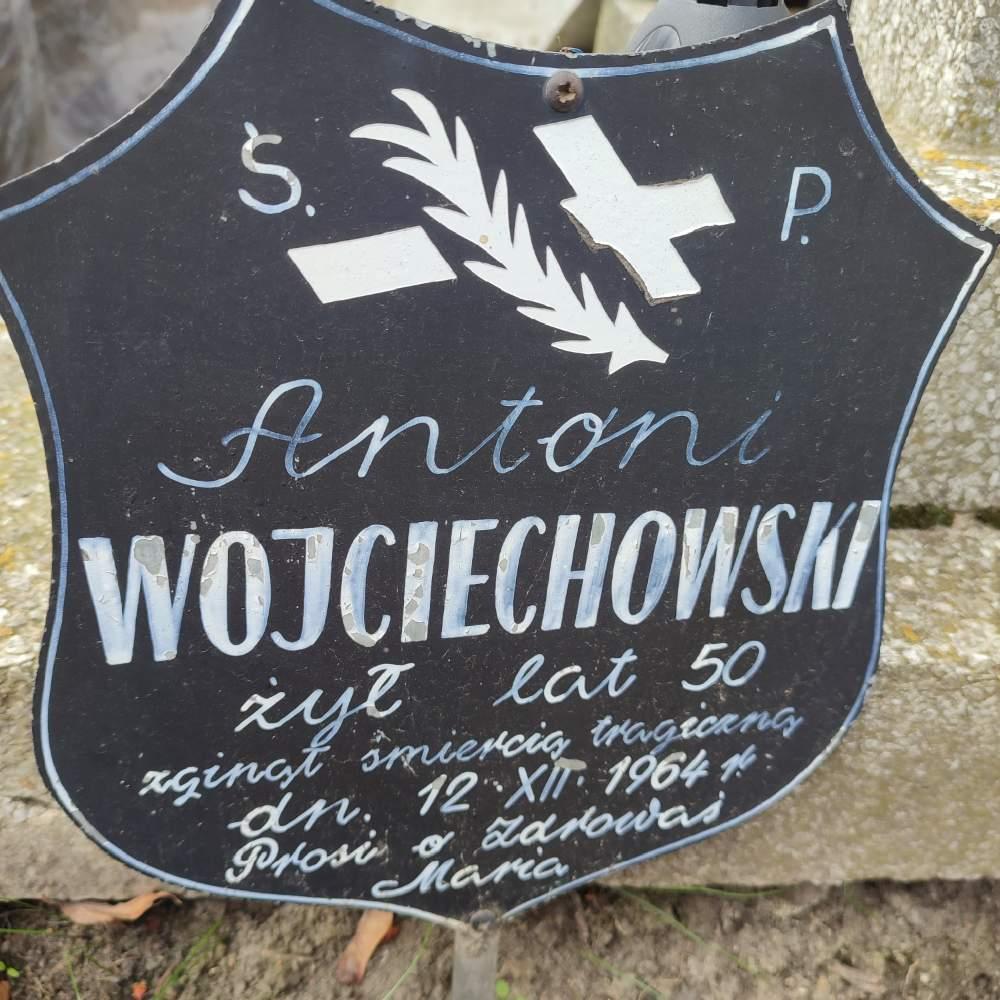 Ś. P.
Antoni
WOJCIECHOWSKI
żył lat 50
zginął śmiercią tragiczną
dn. 12 XII. 1964 r.
Prosi o Zdrowaś
Maria